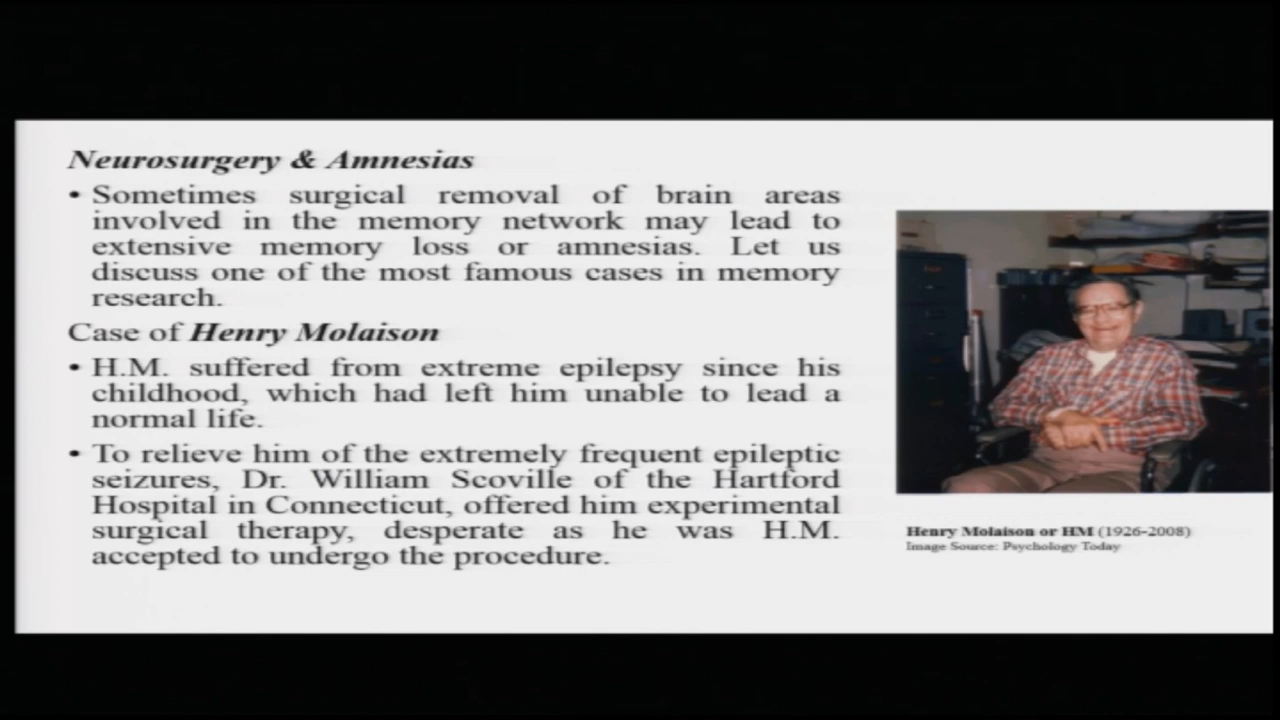 Neurosurgery & Amnesias
• Sometimes surgical removal of brain areas
involved in the memory network may lead to
extensive memory loss or amnesias. Let us
discuss one of the most famous cases in memory
research.
Case of Henry Molaison
• H.M. suffered from extreme epilepsy since his
childhood, which had left him unable to lead a
normal life.
• To relieve him of the extremely frequent epileptic
seizures, Dr. William Scoville of the Hartford
Hospital in Connecticut, offered him experimental
surgical therapy, desperate as he was H.M.
accepted to undergo the procedure.
Henry Molaison or HM (1926-2008)
Image Source: Psychology Today